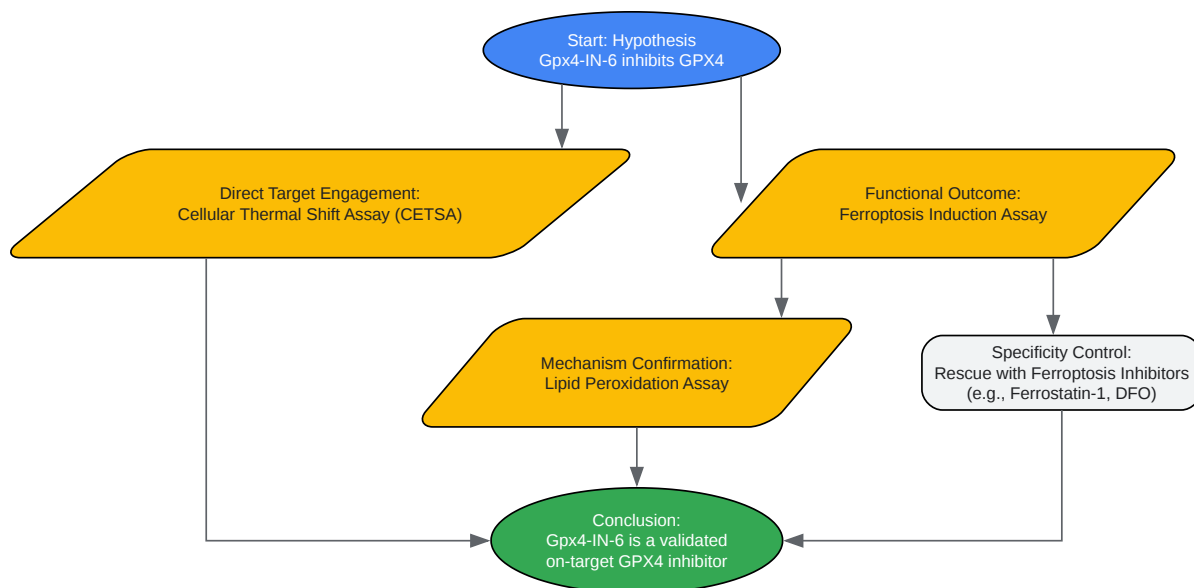 Start: Hypothesis
Gpx4-IN-6 inhibits GPX4
Direct Target Engagement:
Cellular Thermal Shift Assay (CETSA)
Functional Outcome:
Ferroptosis Induction Assay
Mechanism Confirmation:
Lipid Peroxidation Assay
Specificity Control:
Rescue with Ferroptosis Inhibitors
(e.g., Ferrostatin-1, DFO)
Conclusion:
Gpx4-IN-6 is a validated
on-target GPX4 inhibitor